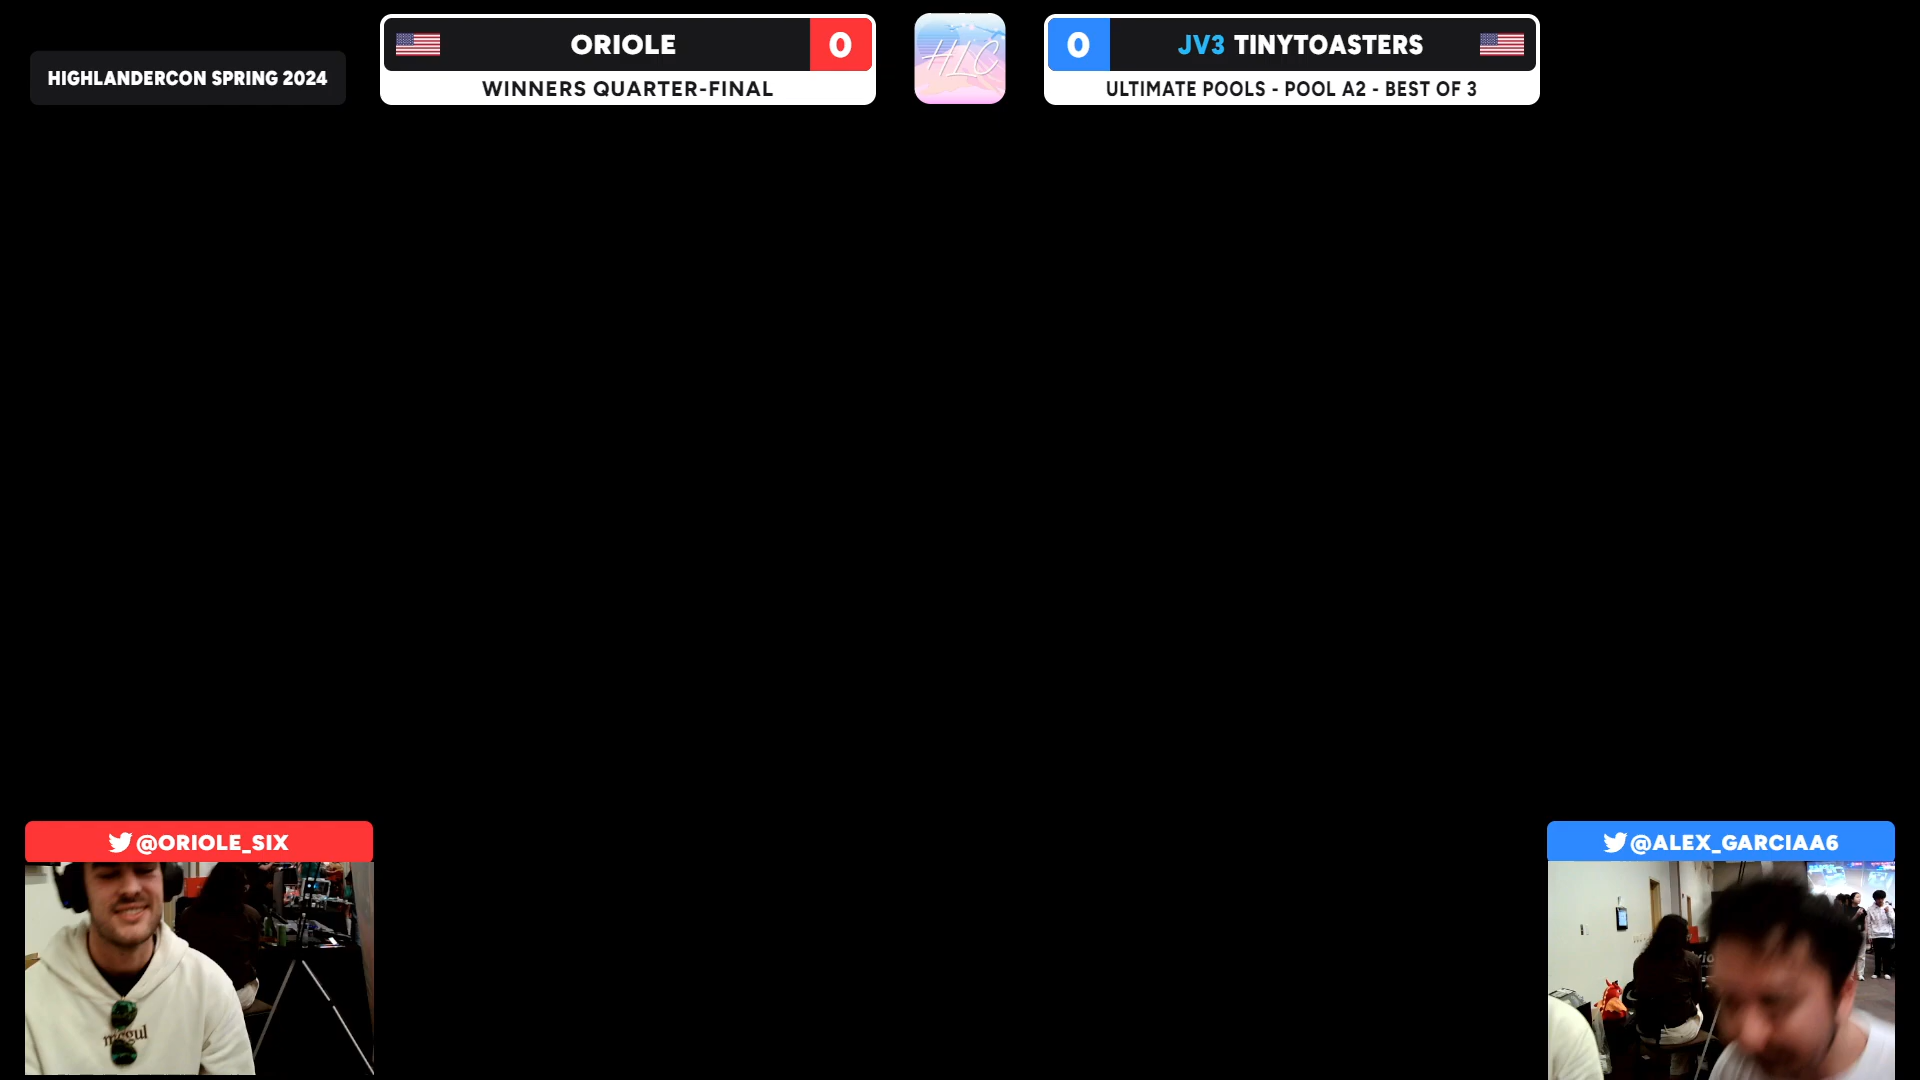 HIGHLANDERCON SPRING 2024
ORIOLE 0
WINNERS QUARTER-FINAL
HLC
0 JV3 TINYTOASTERS
ULTIMATE POOLS - POOL A2 - BEST OF 3
@ORIOLE_SIX
@ALEX_GARCIAA6
mogul